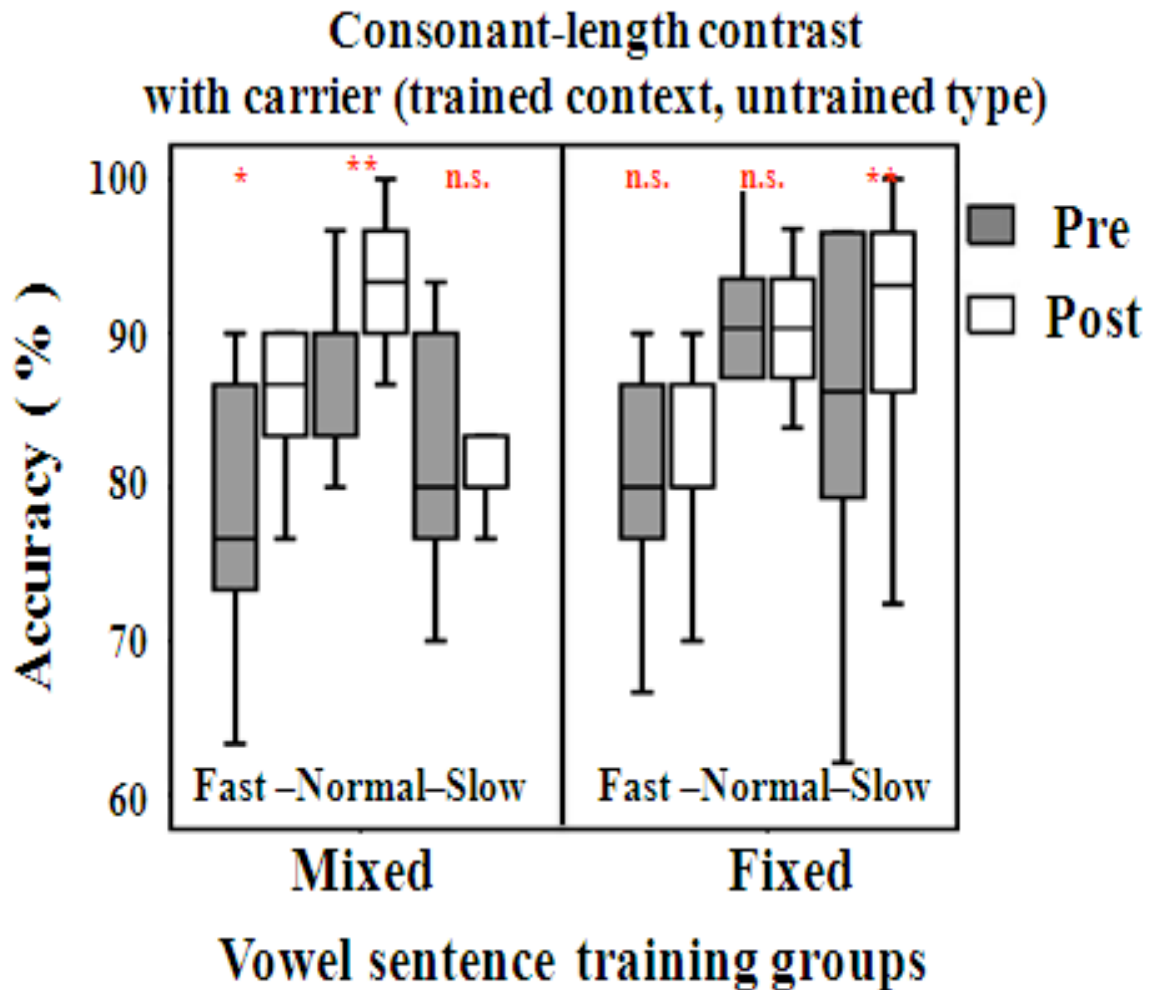 Consonant-length contrast
with carrier (trained context, untrained type)
* ** n.s. n.s. n.s. **
100
90
80
70
60
Accuracy ( % )
Pre
Post
Fast –Normal–Slow Fast –Normal–Slow
Mixed Fixed
Vowel sentence training groups